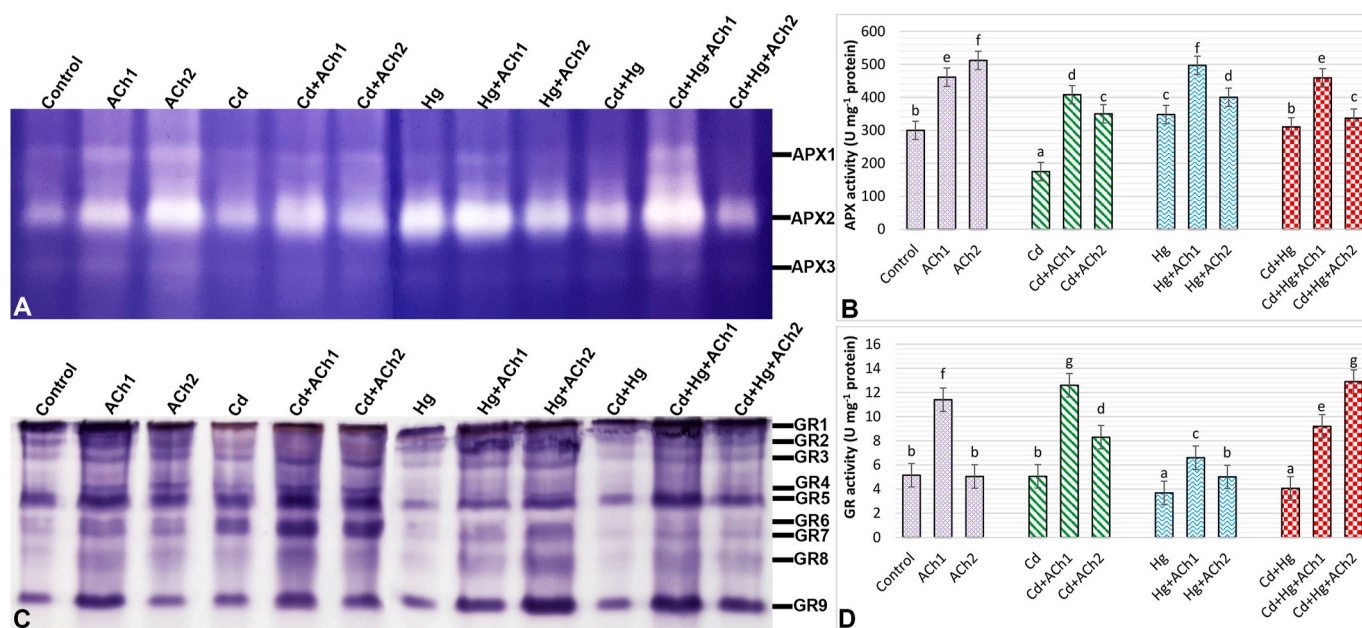 Control
ACh1
ACh2
Cd
Cd+ACh1
Cd+ACh2
Hg
Hg+ACh1
Hg+ACh2
Cd+Hg
Cd+Hg+ACh1
Cd+Hg+ACh2
APX1
APX2
APX3
A
APX activity (U mg⁻¹ protein)
600
500
400
300
200
100
0
b
e
f
a
d
c
c
f
d
b
e
c
Control
ACh1
ACh2
Cd
Cd+ACh1
Cd+ACh2
Hg
Hg+ACh1
Hg+ACh2
Cd+Hg
Cd+Hg+ACh1
Cd+Hg+ACh2
B
Control
ACh1
ACh2
Cd
Cd+ACh1
Cd+ACh2
Hg
Hg+ACh1
Hg+ACh2
Cd+Hg
Cd+Hg+ACh1
Cd+Hg+ACh2
GR1
GR2
GR3
GR4
GR5
GR6
GR7
GR8
GR9
C
GR activity (U mg⁻¹ protein)
16
14
12
10
8
6
4
2
0
b
f
b
b
g
d
a
c
b
a
e
g
Control
ACh1
ACh2
Cd
Cd+ACh1
Cd+ACh2
Hg
Hg+ACh1
Hg+ACh2
Cd+Hg
Cd+Hg+ACh1
Cd+Hg+ACh2
D